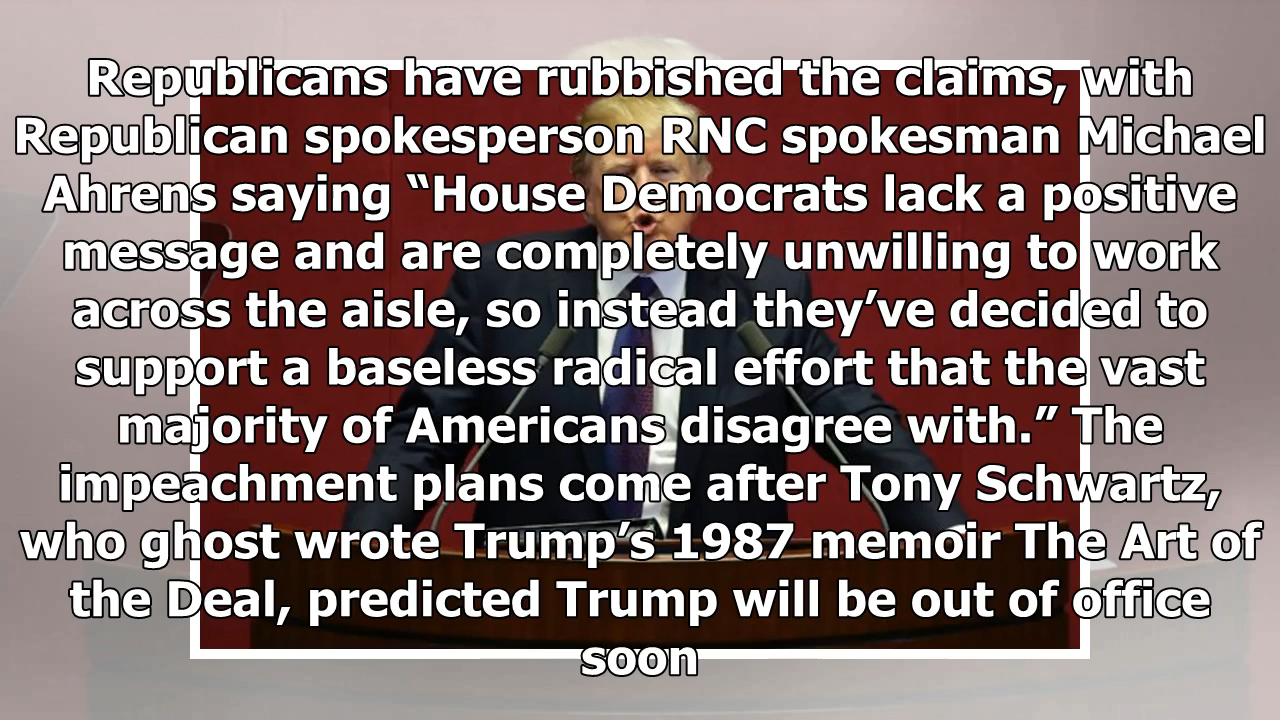 Republicans have rubbished the claims, with
Republican spokesperson RNC spokesman Michael
Ahrens saying “House Democrats lack a positive
message and are completely unwilling to work
across the aisle, so instead they’ve decided to
support a baseless radical effort that the vast
majority of Americans disagree with.” The
impeachment plans come after Tony Schwartz,
who ghost wrote Trump’s 1987 memoir The Art of
the Deal, predicted Trump will be out of office
soon